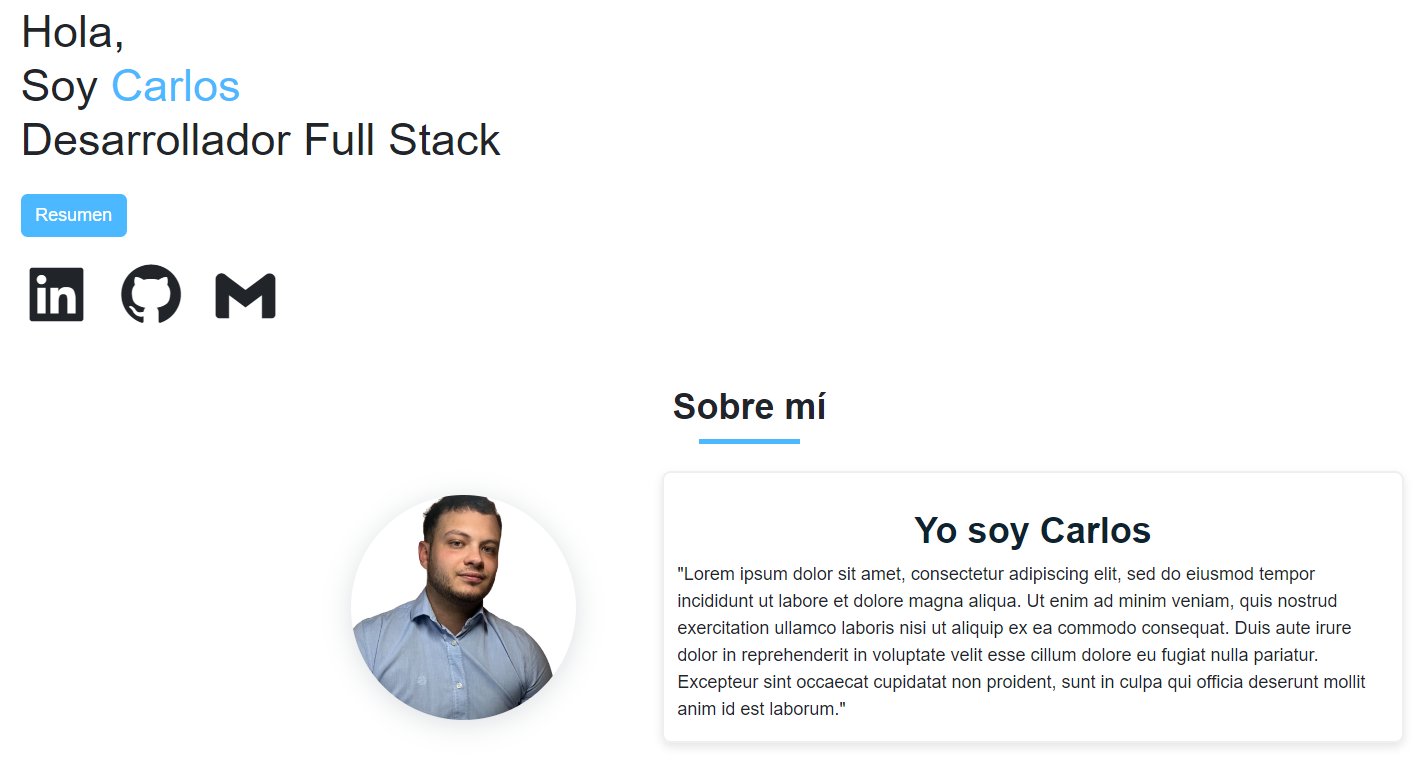 Hola,
Soy Carlos
Desarrollador Full Stack
Resumen
in
Sobre mí
Yo soy Carlos
"Lorem ipsum dolor sit amet, consectetur adipiscing elit, sed do eiusmod tempor
incididunt ut labore et dolore magna aliqua. Ut enim ad minim veniam, quis nostrud
exercitation ullamco laboris nisi ut aliquip ex ea commodo consequat. Duis aute irure
dolor in reprehenderit in voluptate velit esse cillum dolore eu fugiat nulla pariatur.
Excepteur sint occaecat cupidatat non proident, sunt in culpa qui officia deserunt mollit
anim id est laborum."